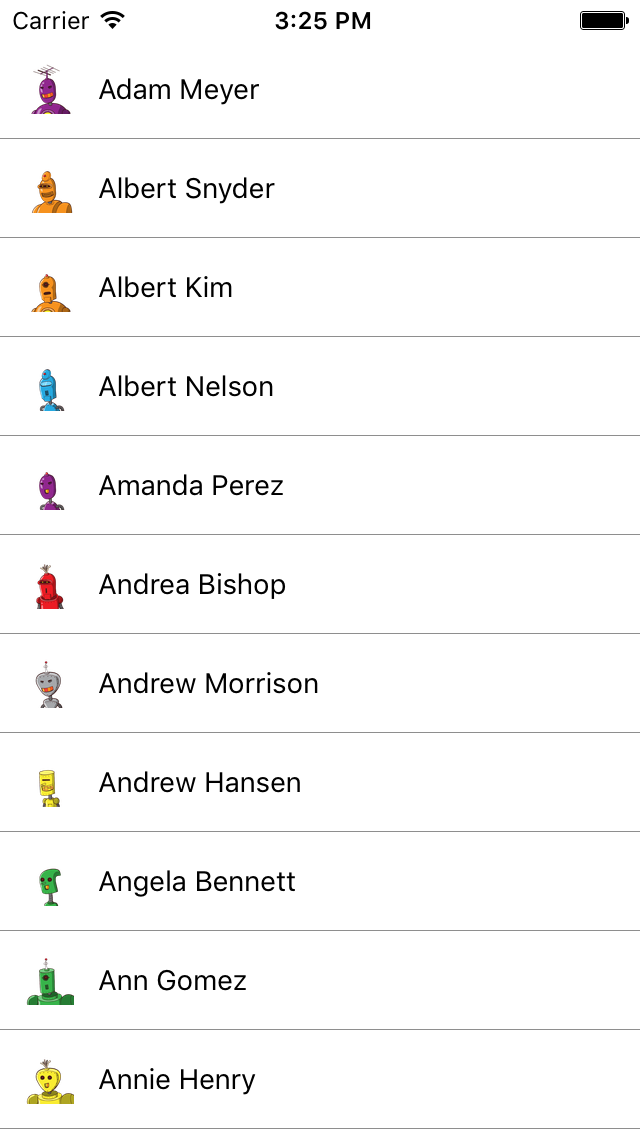 Carrier 3:25 PM
Adam Meyer
Albert Snyder
Albert Kim
Albert Nelson
Amanda Perez
Andrea Bishop
Andrew Morrison
Andrew Hansen
Angela Bennett
Ann Gomez
Annie Henry